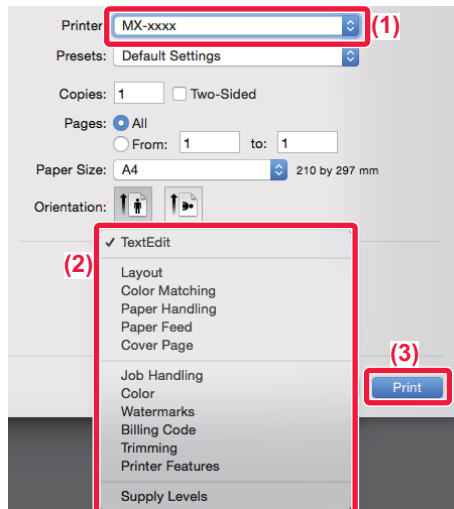 Printer MX-xxxx (1)
Presets: Default Settings
Copies: 1 Two-Sided
Pages: All
From: 1 to: 1
Paper Size: A4 210 by 297 mm
Orientation:
(2) ✓ TextEdit
Layout
Color Matching
Paper Handling
Paper Feed
Cover Page
(3)
Job Handling
Print
Color
Watermarks
Billing Code
Trimming
Printer Features
Supply Levels